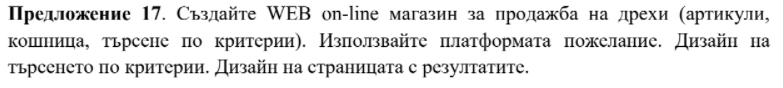 Предложение 17. Създайте WEB on-line магазин за продажба на дрехи (артикули,
кошница, търсене по критерии). Използвайте платформата пожелание. Дизайн на
търсенето по критерии. Дизайн на страницата с резултатите.